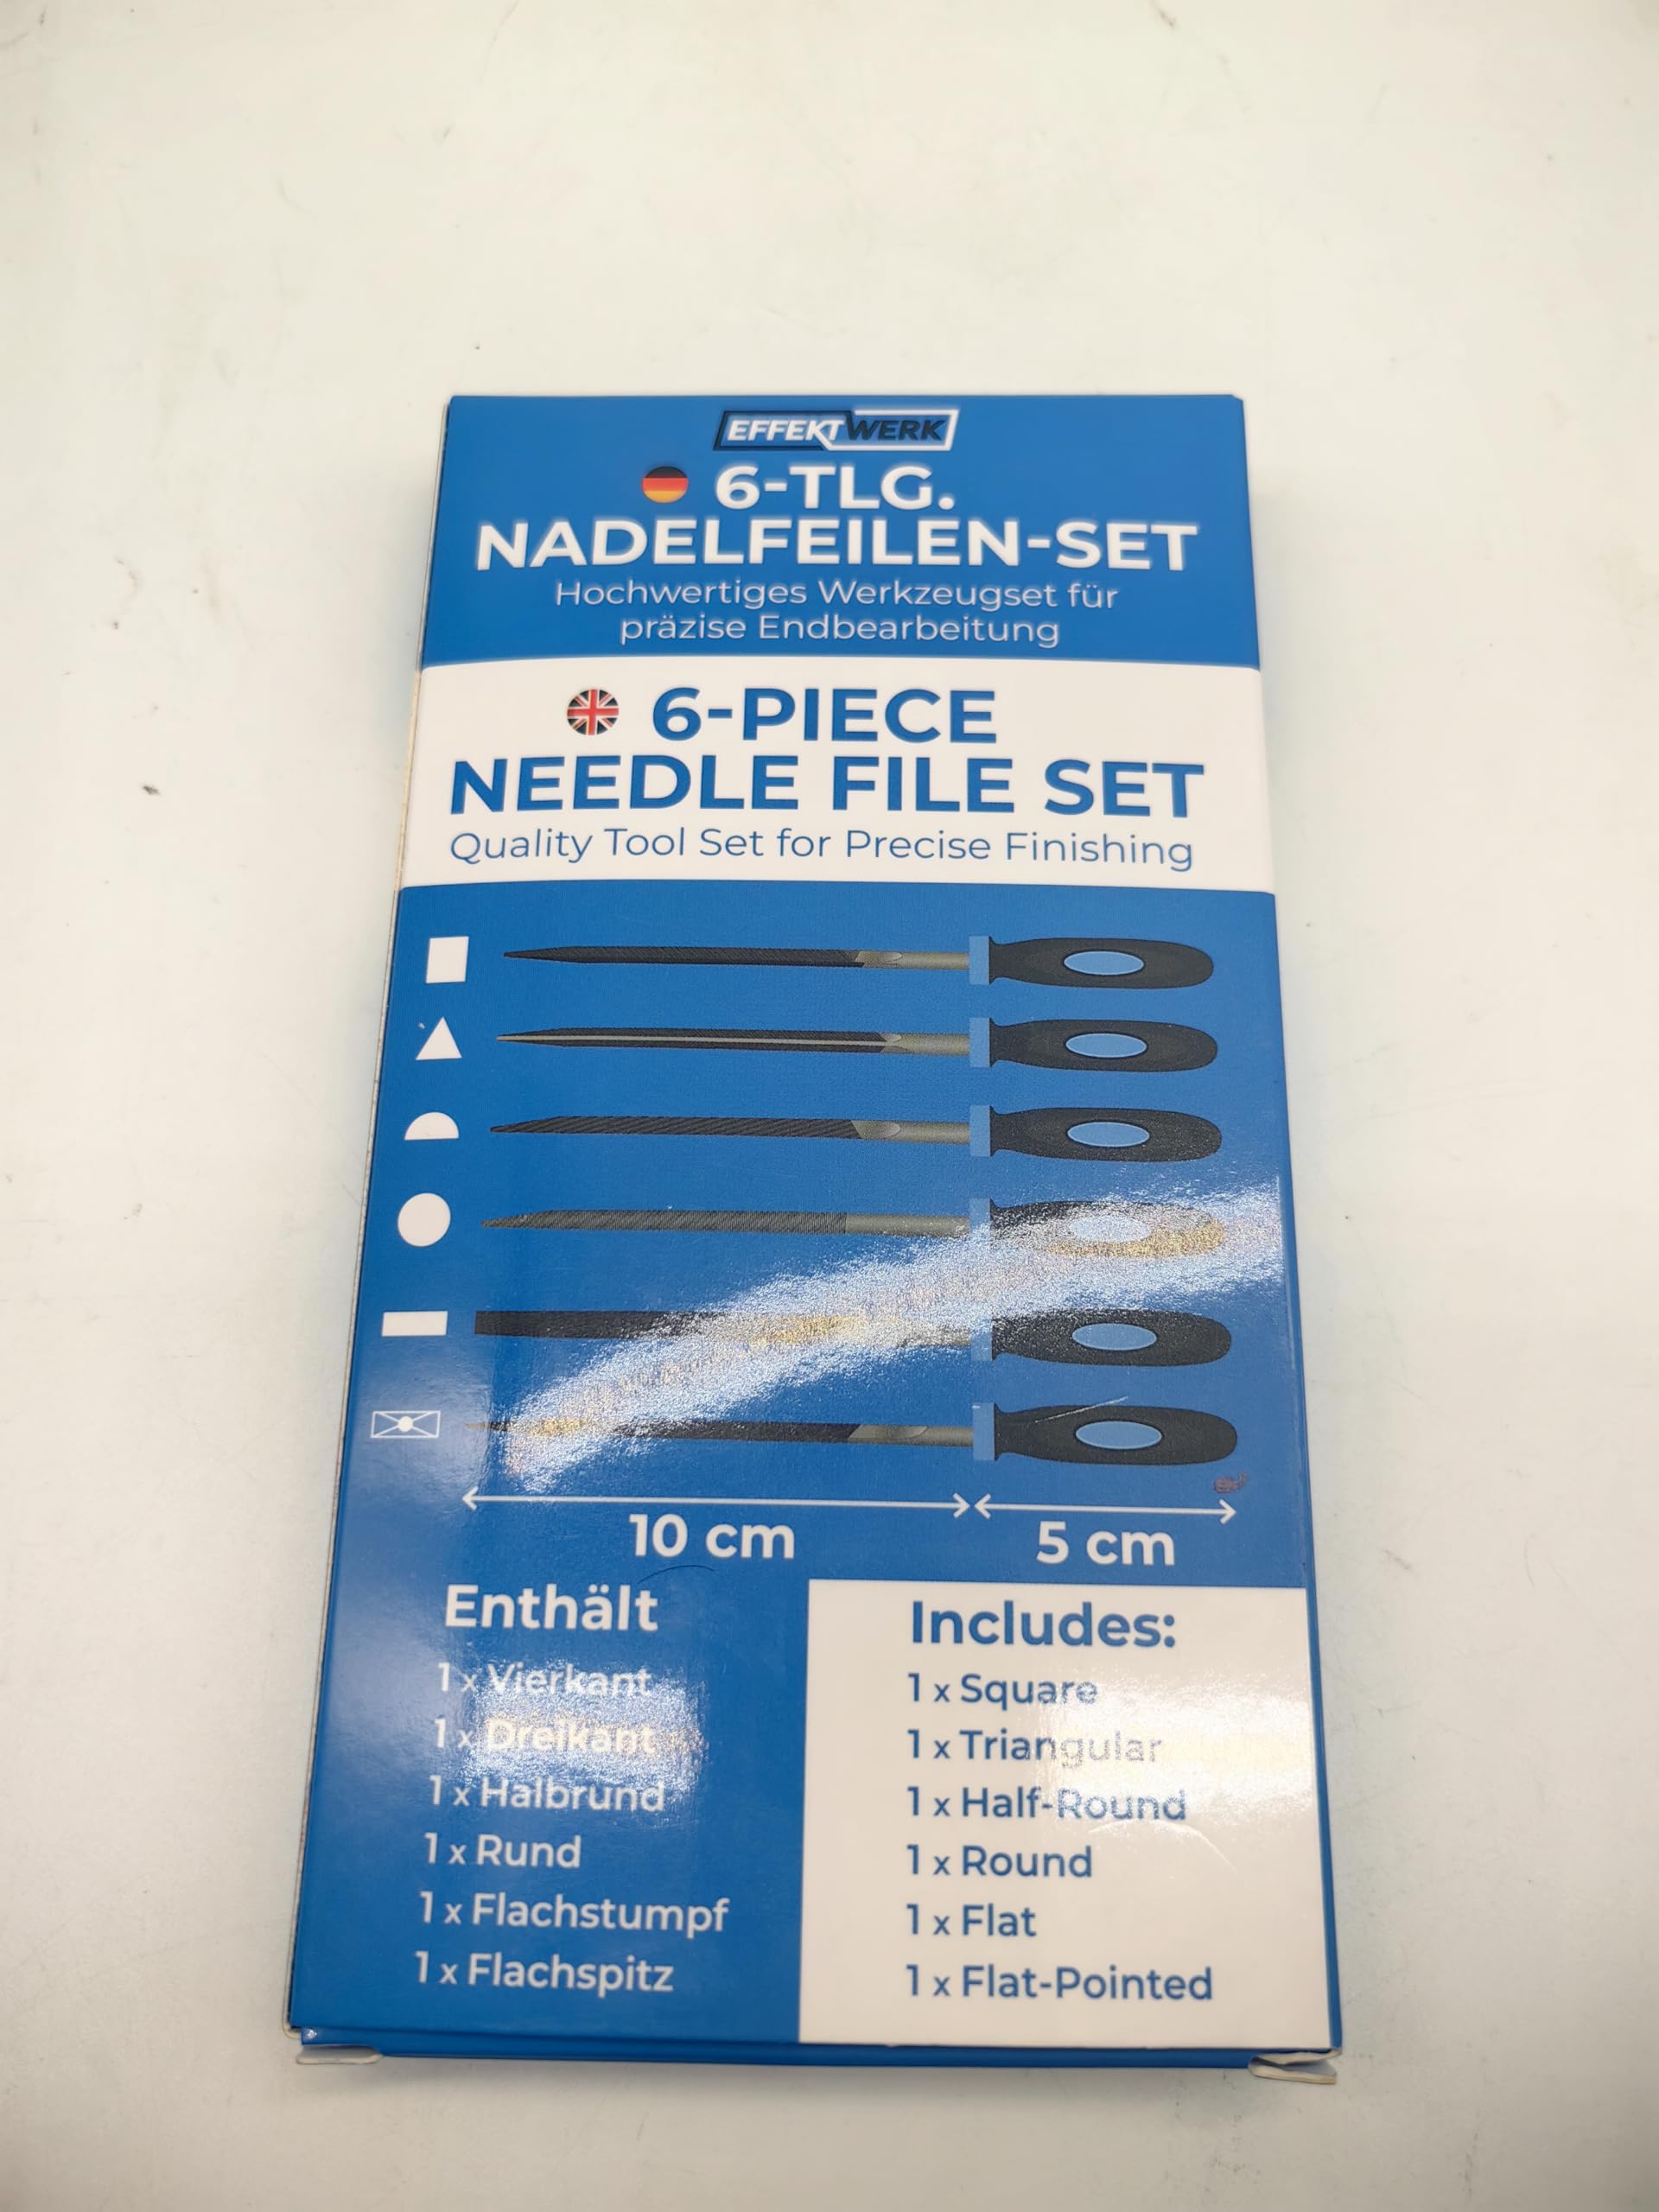 EFFEKTWERK
6-TLG.
NADELFEILEN-SET
Hochwertiges Werkzeugset für
präzise Endbearbeitung
6-PIECE
NEEDLE FILE SET
Quality Tool Set for Precise Finishing
10 cm
5 cm
Enthält
1 x Vierkant
1 x Dreikant
1 x Halbrund
1 x Rund
1 x Flachstumpf
1 x Flachspitz
Includes:
1 x Square
1 x Triangular
1 x Half-Round
1 x Round
1 x Flat
1 x Flat-Pointed